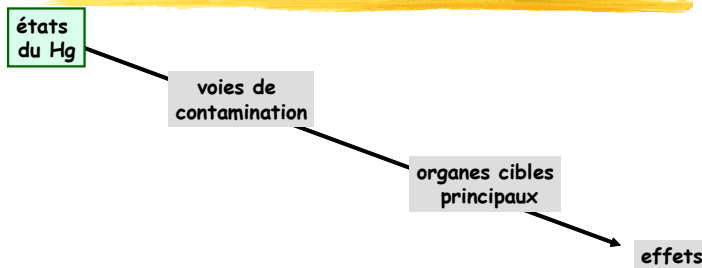 états
du Hg
voies de
contamination
organes cibles
principaux
effets